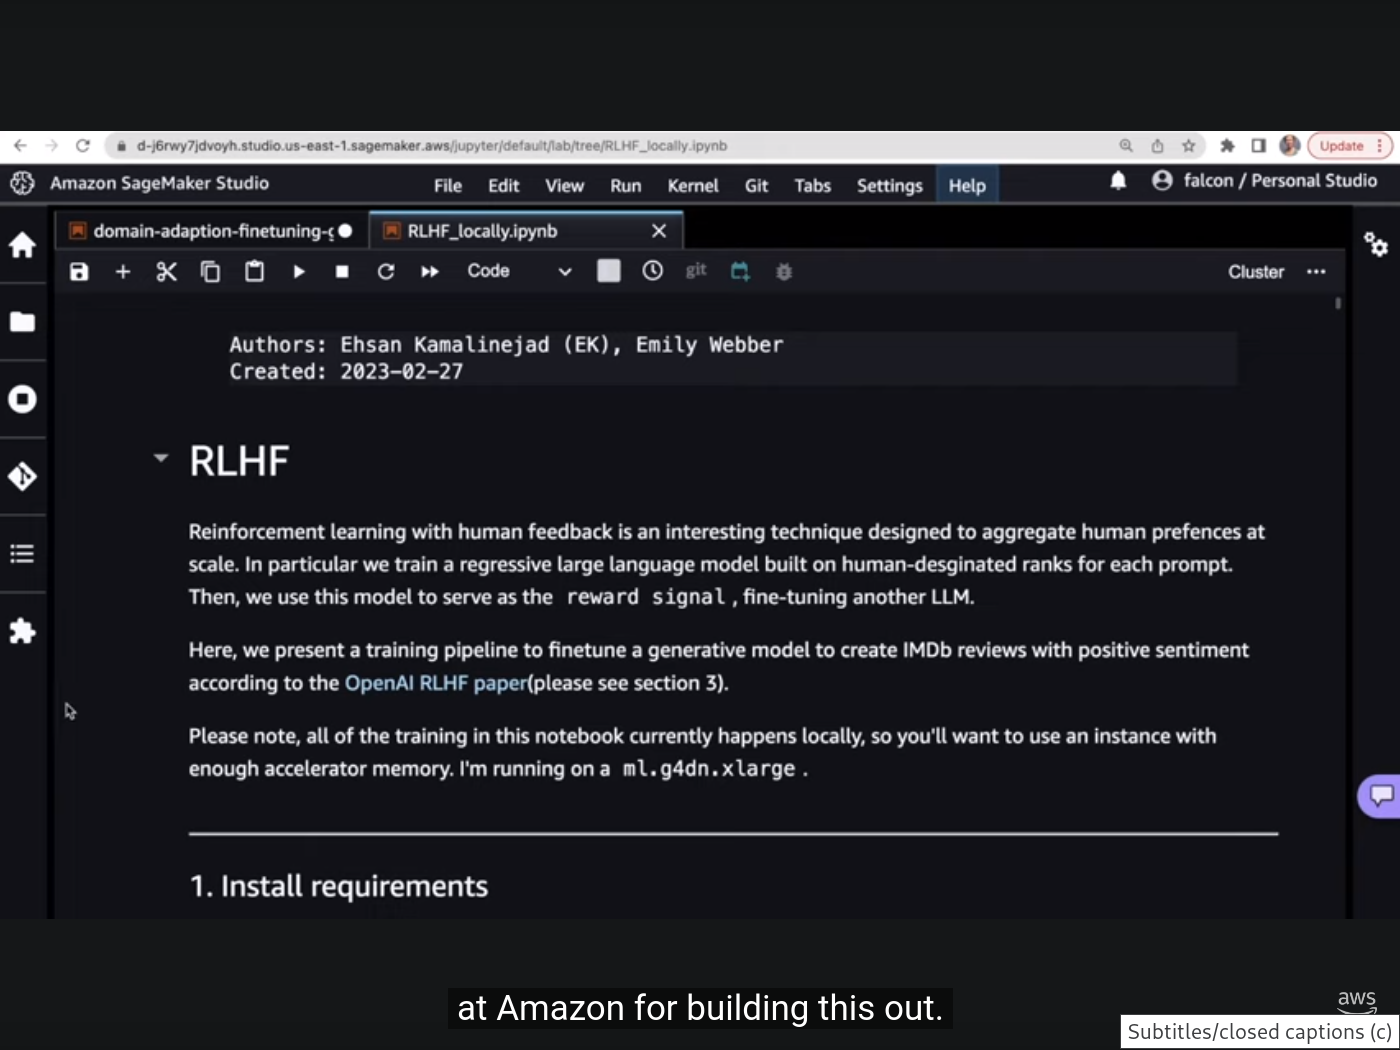 d-j6rwy7jdvoyh.studio.us-east-1.sagemaker.aws/jupyter/default/lab/tree/RLHF_locally.ipynb
Update
Amazon SageMaker Studio
File Edit View Run Kernel Git Tabs Settings Help
falcon / Personal Studio
domain-adaption-finetuning-g
RLHF_locally.ipynb
Code
git
Cluster
Authors: Ehsan Kamalinejad (EK), Emily Webber
Created: 2023-02-27
RLHF
Reinforcement learning with human feedback is an interesting technique designed to aggregate human prefences at
scale. In particular we train a regressive large language model built on human-desginated ranks for each prompt.
Then, we use this model to serve as the reward signal, fine-tuning another LLM.
Here, we present a training pipeline to finetune a generative model to create IMDb reviews with positive sentiment
according to the OpenAI RLHF paper(please see section 3).
Please note, all of the training in this notebook currently happens locally, so you'll want to use an instance with
enough accelerator memory. I'm running on a ml.g4dn.xlarge .
1. Install requirements
at Amazon for building this out.
aws
Subtitles/closed captions (c)